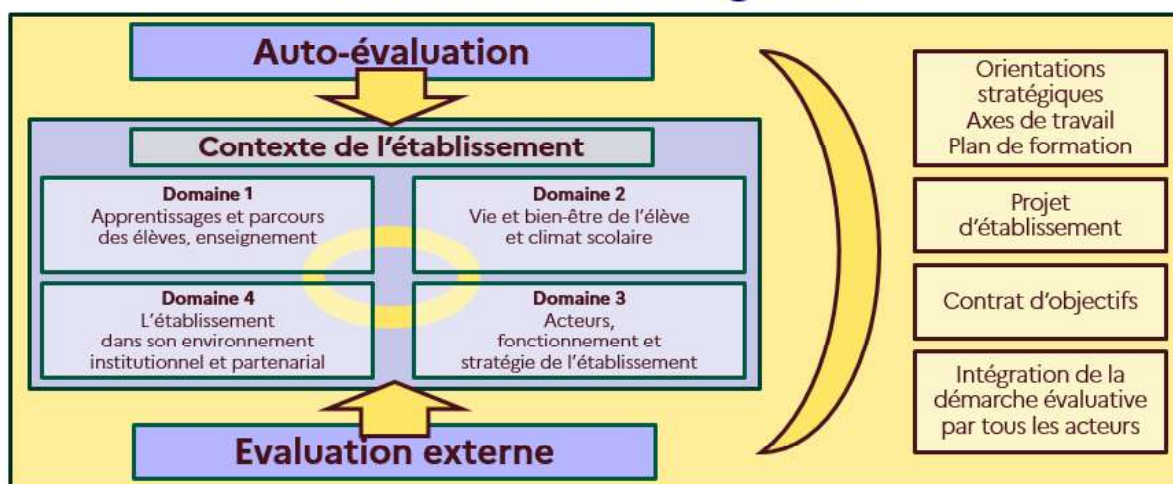 Auto-évaluation
Contexte de l'établissement
Domaine 1
Apprentissages et parcours
des élèves, enseignement
Domaine 2
Vie et bien-être de l'élève
et climat scolaire
Domaine 4
L'établissement
dans son environnement
institutionnel et partenarial
Domaine 3
Acteurs,
fonctionnement et
stratégie de l'établissement
Evaluation externe
Orientations
stratégiques
Axes de travail
Plan de formation
Projet
d'établissement
Contrat d'objectifs
Intégration de la
démarche évaluative
par tous les acteurs